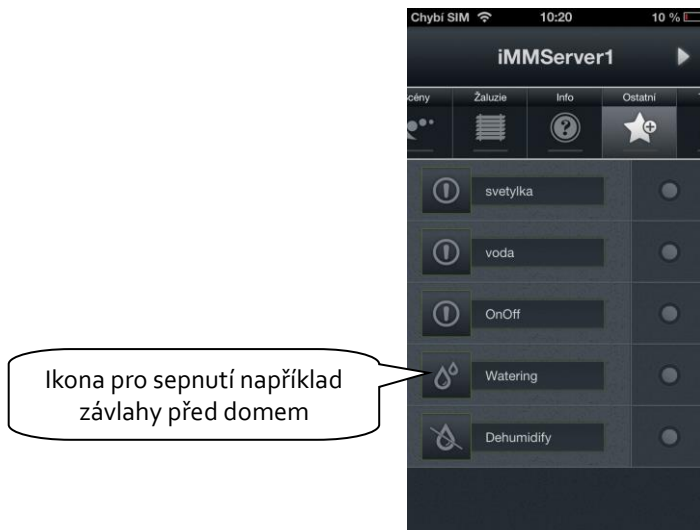 Chybí SIM 10:20 10 %
iMMServer1
cény Žaluzie Info Ostatní
svetylka
voda
OnOff
Ikona pro sepnutí například
závlahy před domem
Watering
Dehumidify